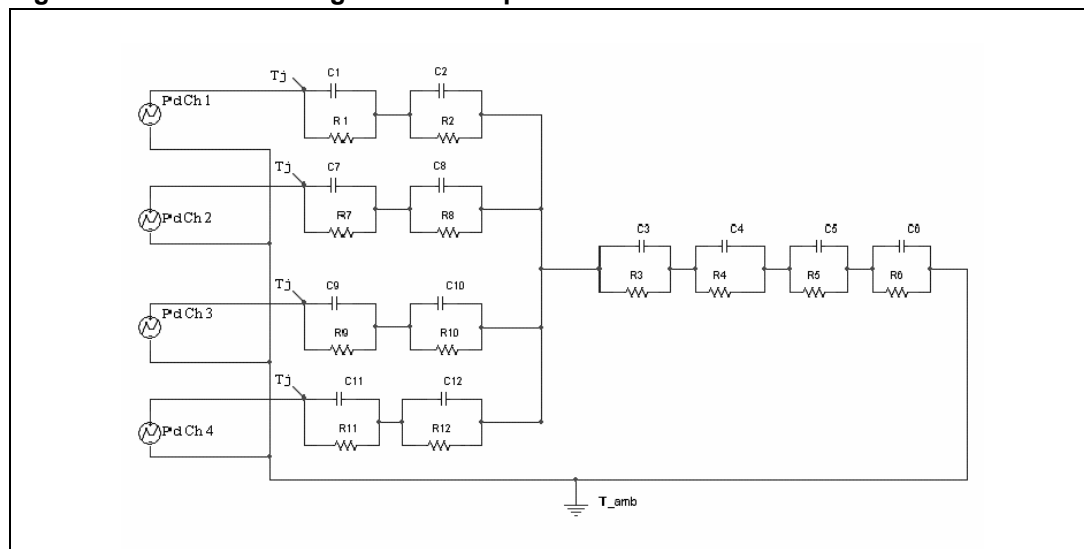 Tj C1 C2
PdCh1
R1 R2
Tj C7 C8
PdCh2 R7 R8
C3 C4 C5 C6
R3 R4 R5 R6
Tj C9 C10
PdCh3
R9 R10
Tj C11 C12
PdCh4 R11 R12
T_amb